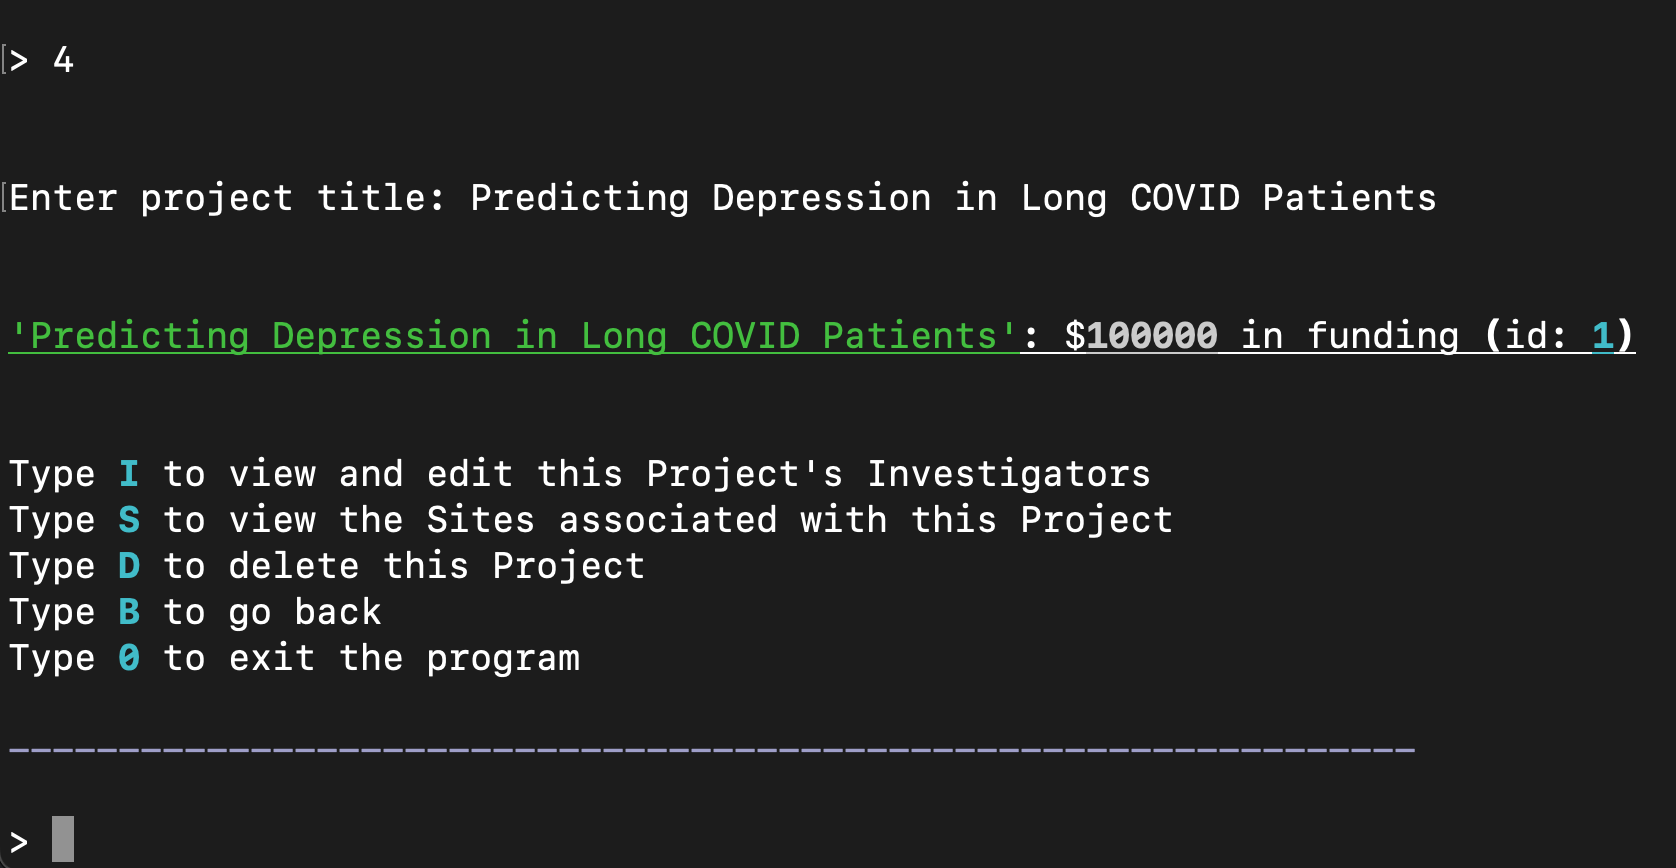 > 4
Enter project title: Predicting Depression in Long COVID Patients
'Predicting Depression in Long COVID Patients': $100000 in funding (id: 1)
Type I to view and edit this Project's Investigators
Type S to view the Sites associated with this Project
Type D to delete this Project
Type B to go back
Type 0 to exit the program
________________________________________________________________
>